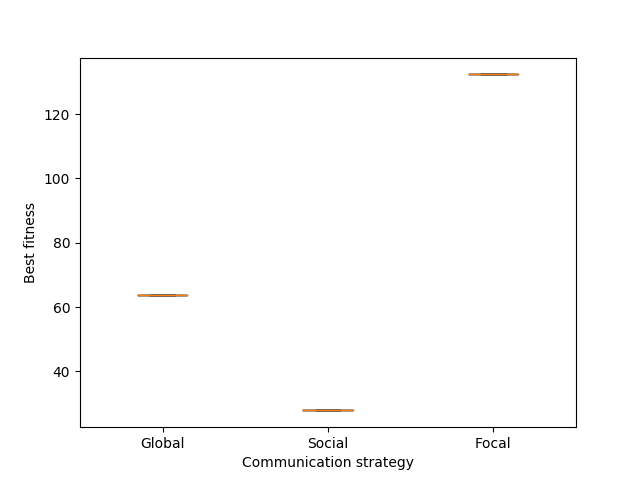 120
100
80
60
40
Best fitness
Global
Social
Focal
Communication strategy